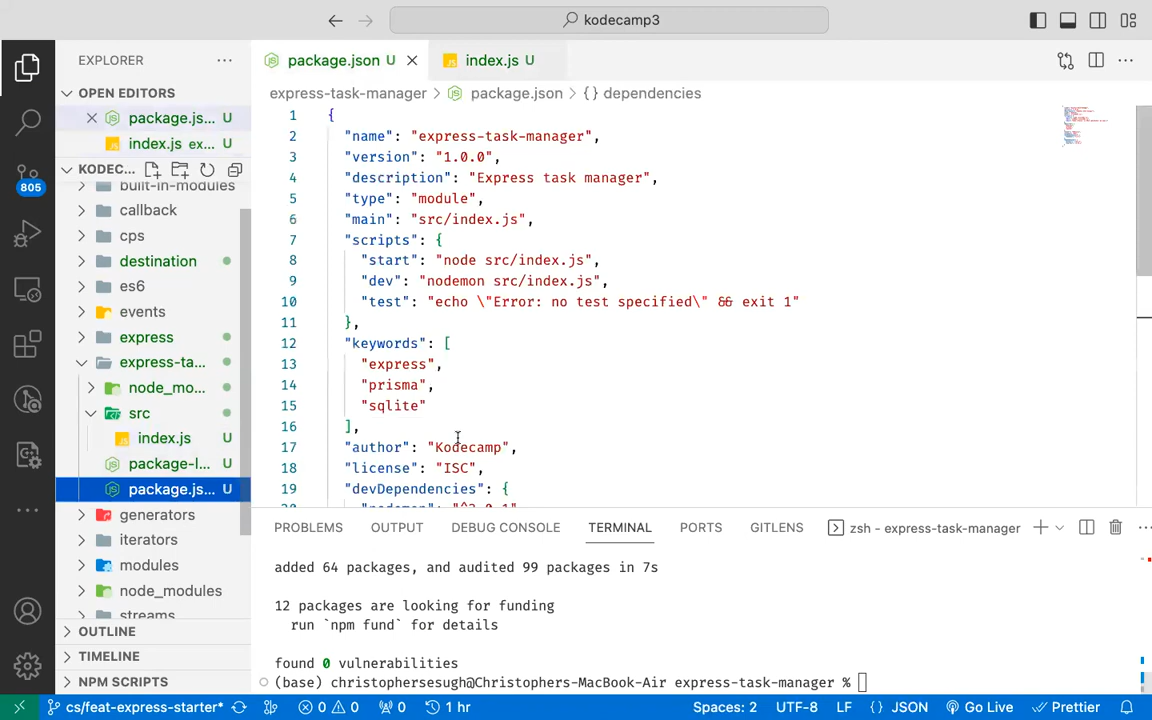 kodecamp3
EXPLORER
OPEN EDITORS
package.js... U
index.js ex... U
KODEC...
built-in-modules
callback
cps
destination
es6
events
express
express-ta...
node_mo...
src
index.js U
package-l... U
package.js... U
generators
iterators
modules
node_modules
streams
OUTLINE
TIMELINE
NPM SCRIPTS
805
package.json U
index.js U
express-task-manager > package.json > {} dependencies
1 {
2 "name": "express-task-manager",
3 "version": "1.0.0",
4 "description": "Express task manager",
5 "type": "module",
6 "main": "src/index.js",
7 "scripts": {
8 "start": "node src/index.js",
9 "dev": "nodemon src/index.js",
10 "test": "echo \"Error: no test specified\" && exit 1"
11 },
12 "keywords": [
13 "express",
14 "prisma",
15 "sqlite"
16 ],
17 "author": "Kodecamp",
18 "license": "ISC",
19 "devDependencies": {
PROBLEMS OUTPUT DEBUG CONSOLE TERMINAL PORTS GITLENS zsh - express-task-manager
added 64 packages, and audited 99 packages in 7s
12 packages are looking for funding
run `npm fund` for details
found 0 vulnerabilities
(base) christophersesugh@Christophers-MacBook-Air express-task-manager %
cs/feat-express-starter* 0 0 0 1 hr Spaces: 2 UTF-8 LF {} JSON Go Live Prettier